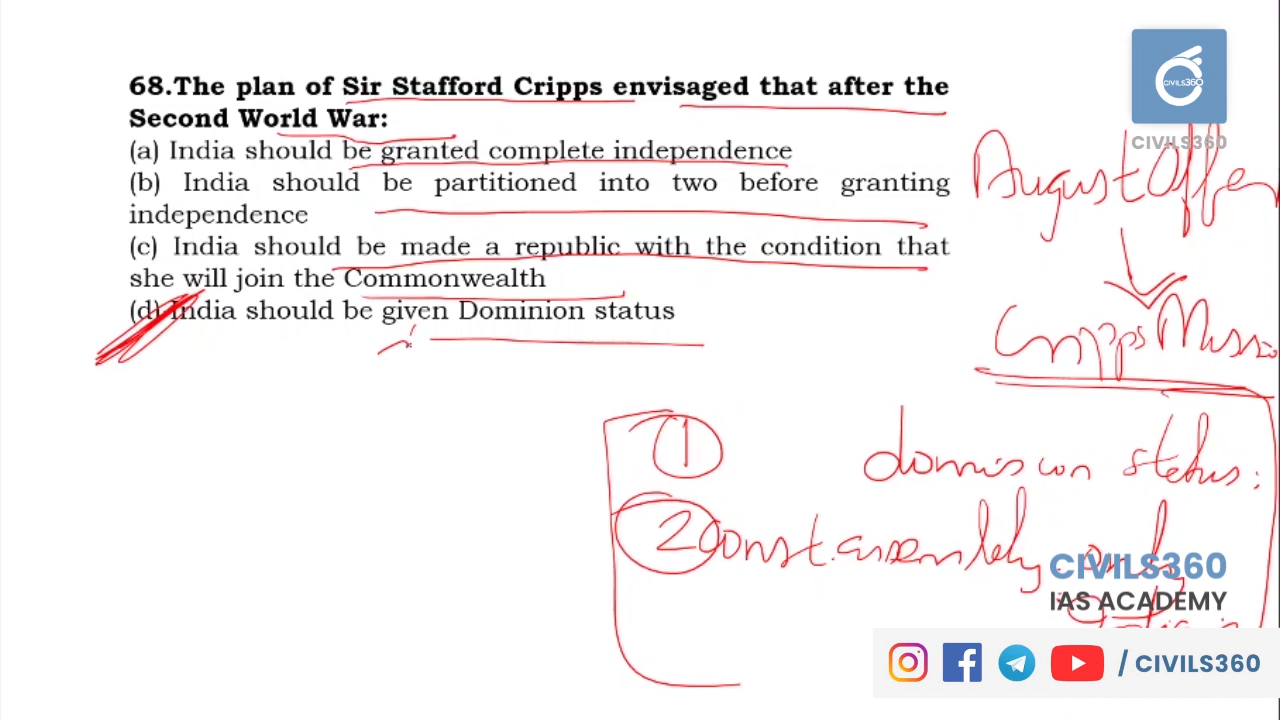 CIVILS360
CIVILS360
68.The plan of Sir Stafford Cripps envisaged that after the
Second World War:
(a) India should be granted complete independence
(b) India should be partitioned into two before granting
independence
(c) India should be made a republic with the condition that
she will join the Commonwealth
(d) India should be given Dominion status
August Offer
Cripps Missio
1 dominion status:
2 Const. assembly only
CIVILS360
IAS ACADEMY
/ CIVILS360